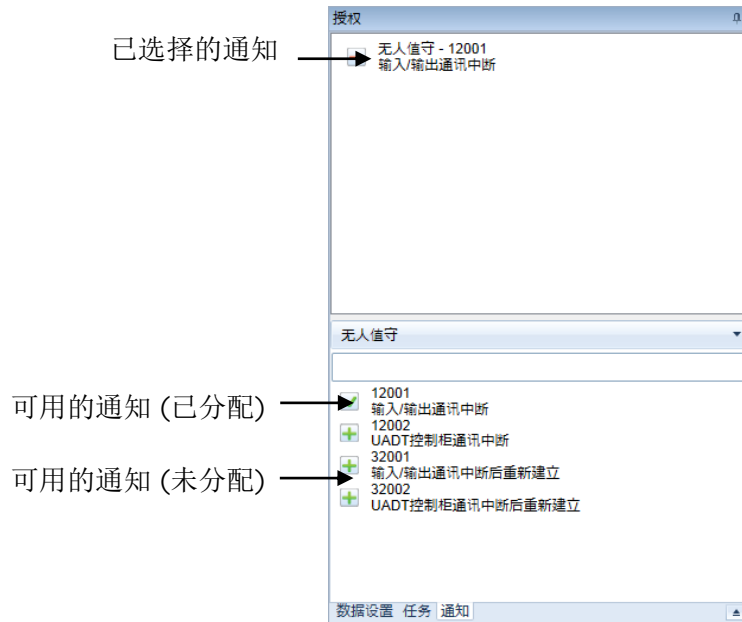 授权
已选择的通知
无人值守 - 12001
输入/输出通讯中断
无人值守
可用的通知 (已分配)
12001
输入/输出通讯中断
12002
UADT控制柜通讯中断
可用的通知 (未分配)
32001
输入/输出通讯中断后重新建立
32002
UADT控制柜通讯中断后重新建立
数据设置 任务 通知